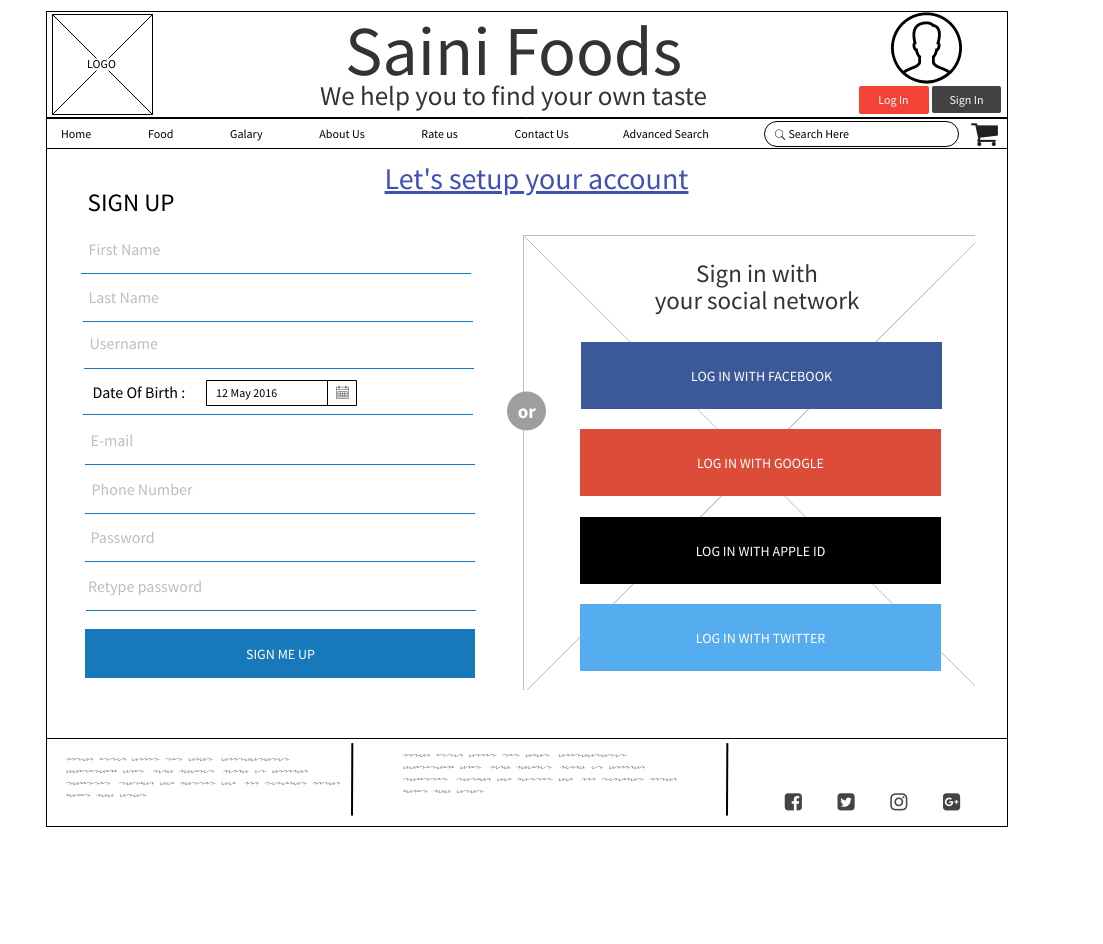 LOGO
Saini Foods
We help you to find your own taste
Log In
Sign In
Home
Food
Galary
About Us
Rate us
Contact Us
Advanced Search
Search Here
Let's setup your account
SIGN UP
First Name
Last Name
Username
Date Of Birth :
12 May 2016
E-mail
Phone Number
Password
Retype password
SIGN ME UP
or
Sign in with
your social network
LOG IN WITH FACEBOOK
LOG IN WITH GOOGLE
LOG IN WITH APPLE ID
LOG IN WITH TWITTER
G+